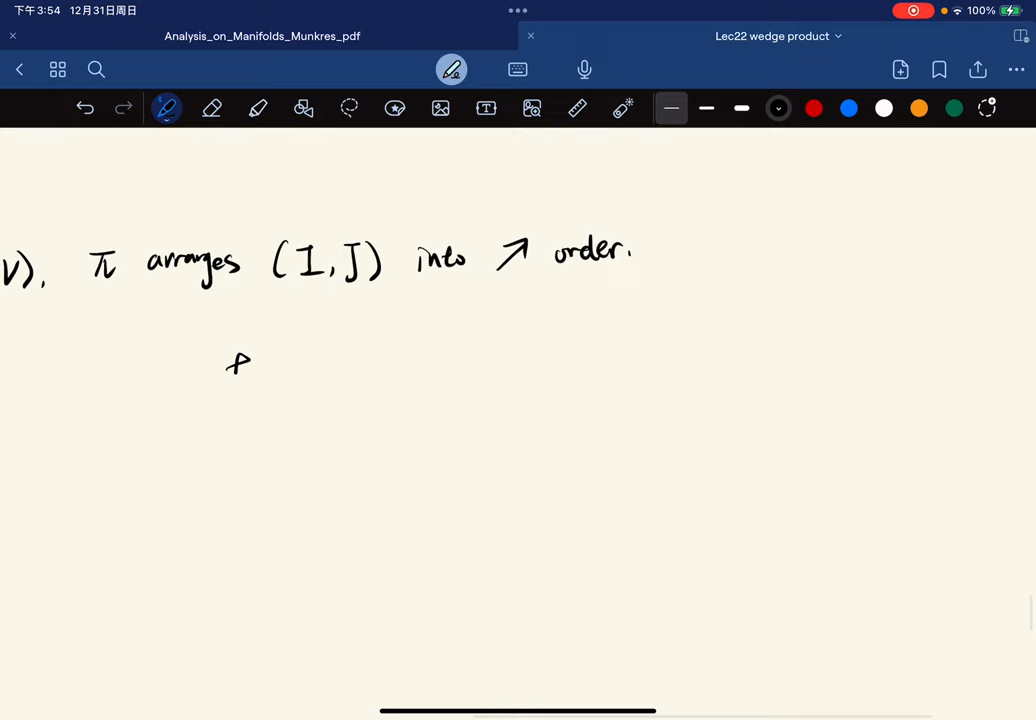 下午3:54 12月31日周日 100%
Analysis_on_Manifolds_Munkres_pdf Lec22 wedge product
V). π arranges (I, J) into ↗ order.